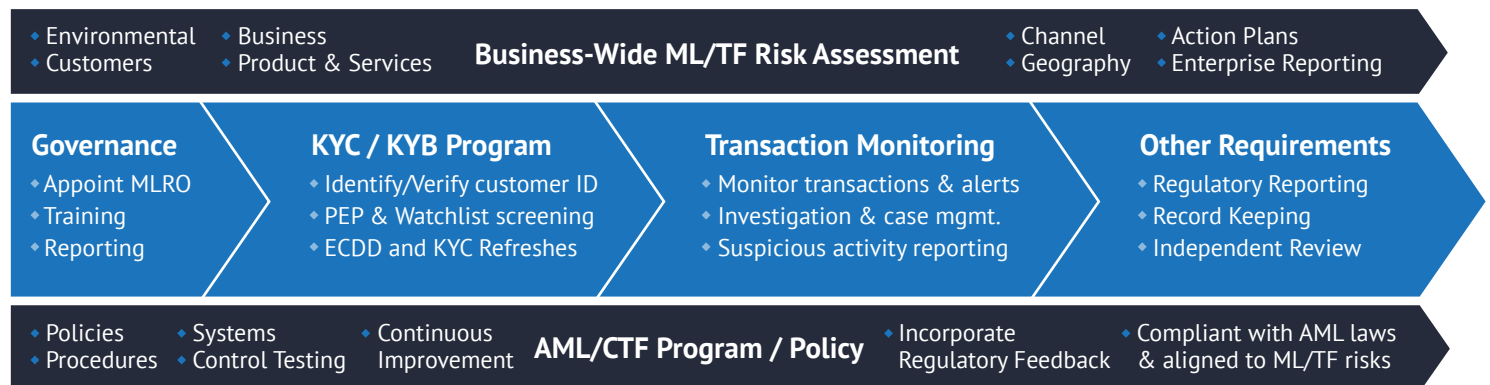 Environmental
Customers
Business
Product & Services
Business-Wide ML/TF Risk Assessment
Channel
Geography
Action Plans
Enterprise Reporting
Governance
Appoint MLRO
Training
Reporting
KYC / KYB Program
Identify/Verify customer ID
PEP & Watchlist screening
ECDD and KYC Refreshes
Transaction Monitoring
Monitor transactions & alerts
Investigation & case mgmt.
Suspicious activity reporting
Other Requirements
Regulatory Reporting
Record Keeping
Independent Review
Policies
Procedures
Systems
Control Testing
Continuous
Improvement
AML/CTF Program / Policy
Incorporate
Regulatory Feedback
Compliant with AML laws
& aligned to ML/TF risks